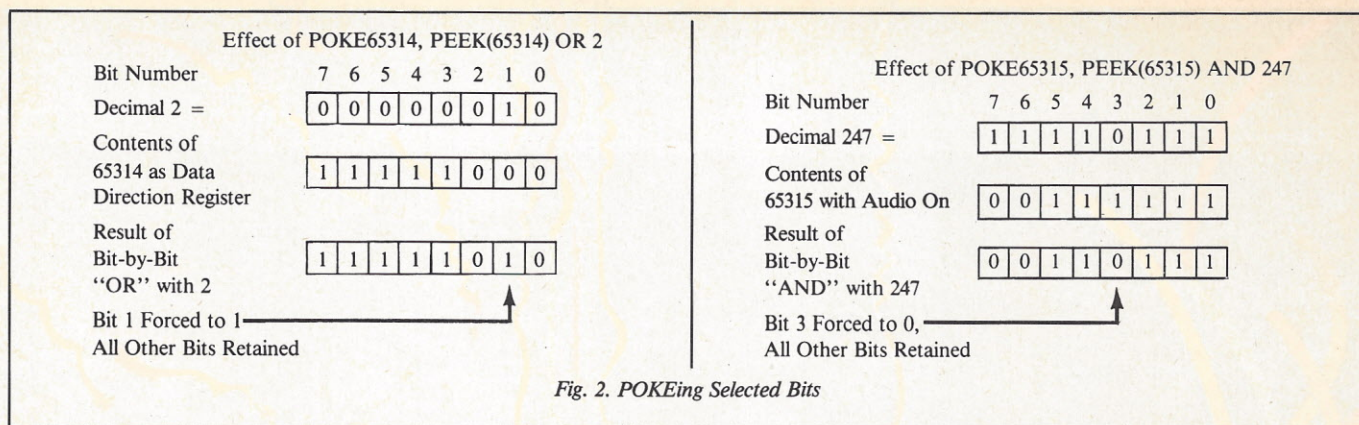 Effect of POKE65314, PEEK(65314) OR 2
Bit Number 7 6 5 4 3 2 1 0
Decimal 2 = 0 0 0 0 0 0 1 0
Contents of
65314 as Data 1 1 1 1 1 0 0 0
Direction Register
Result of
Bit-by-Bit 1 1 1 1 1 0 1 0
“OR” with 2
Bit 1 Forced to 1
All Other Bits Retained
Effect of POKE65315, PEEK(65315) AND 247
Bit Number 7 6 5 4 3 2 1 0
Decimal 247 = 1 1 1 1 0 1 1 1
Contents of
65315 with Audio On 0 0 1 1 1 1 1 1
Result of
Bit-by-Bit 0 0 1 1 0 1 1 1
“AND” with 247
Bit 3 Forced to 0,
All Other Bits Retained
Fig. 2. POKEing Selected Bits